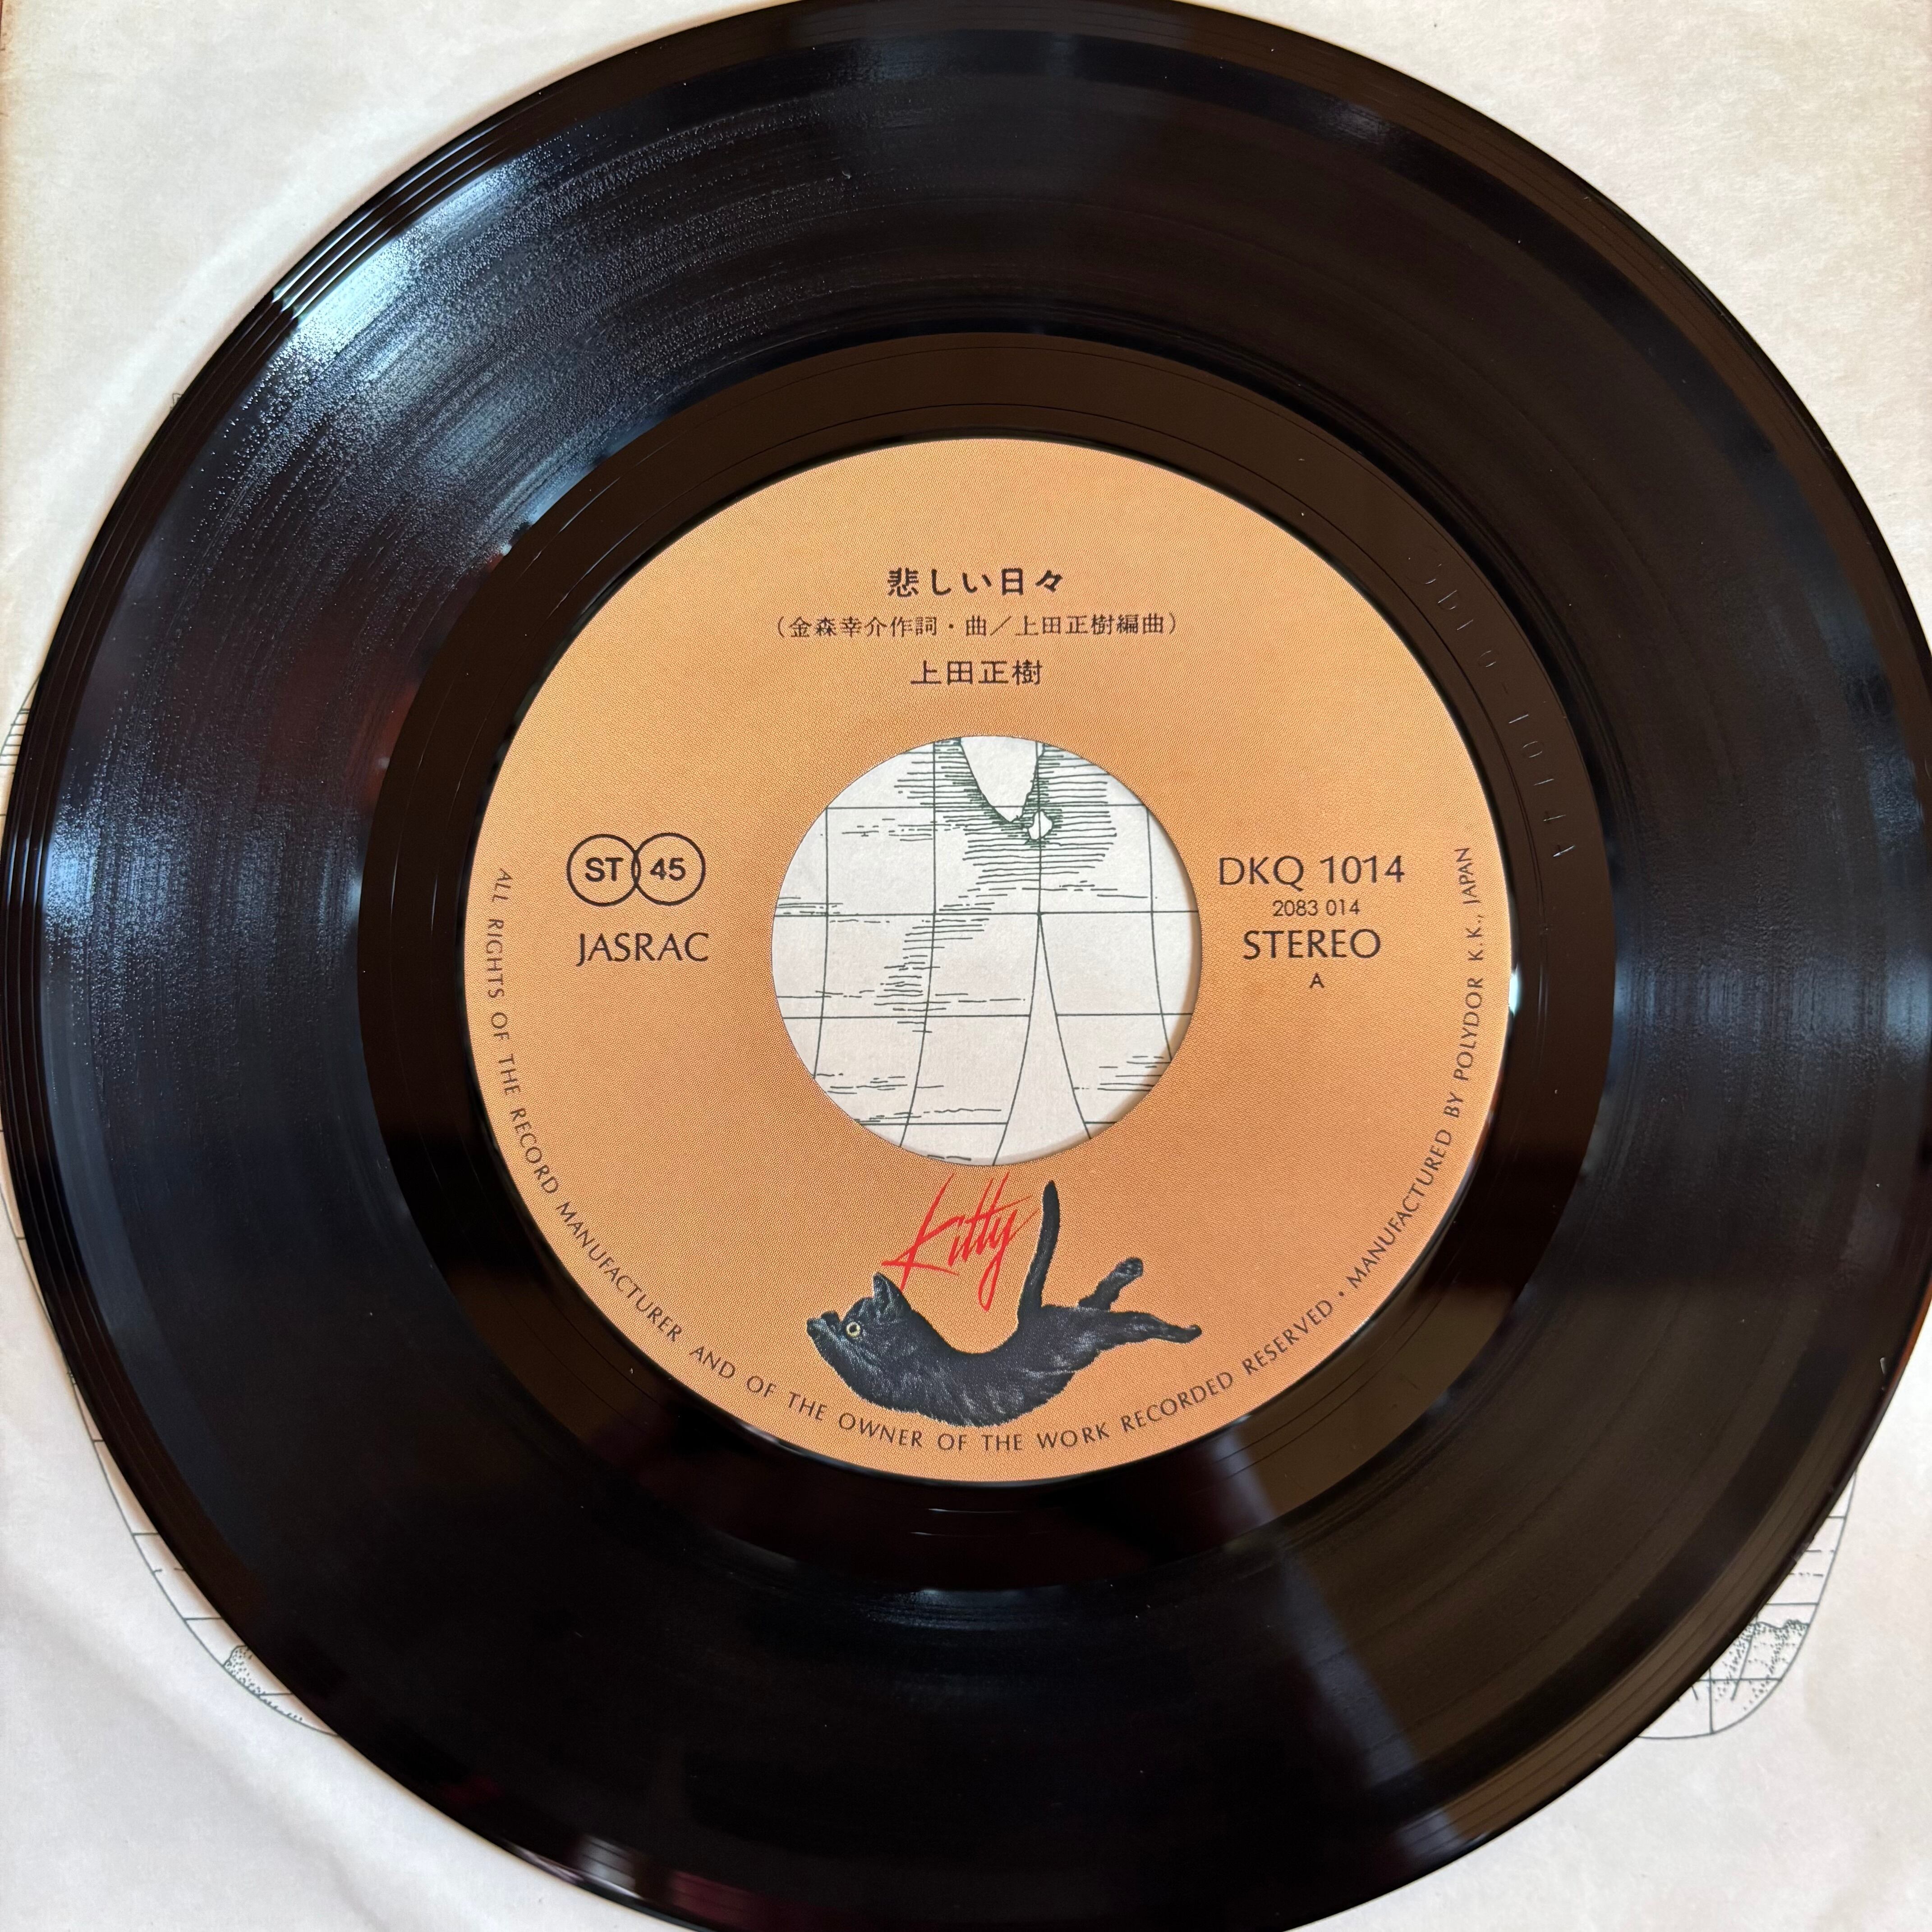 悲しい日々
(金森幸介作詞・曲/上田正樹編曲)
上田正樹
ST 45
JASRAC
DKQ 1014
2083 014
STEREO
A
Kitty
ALL RIGHTS OF THE RECORD MANUFACTURER AND OF THE OWNER OF THE WORK RECORDED RESERVED • MANUFACTURED BY POLYDOR K.K., JAPAN